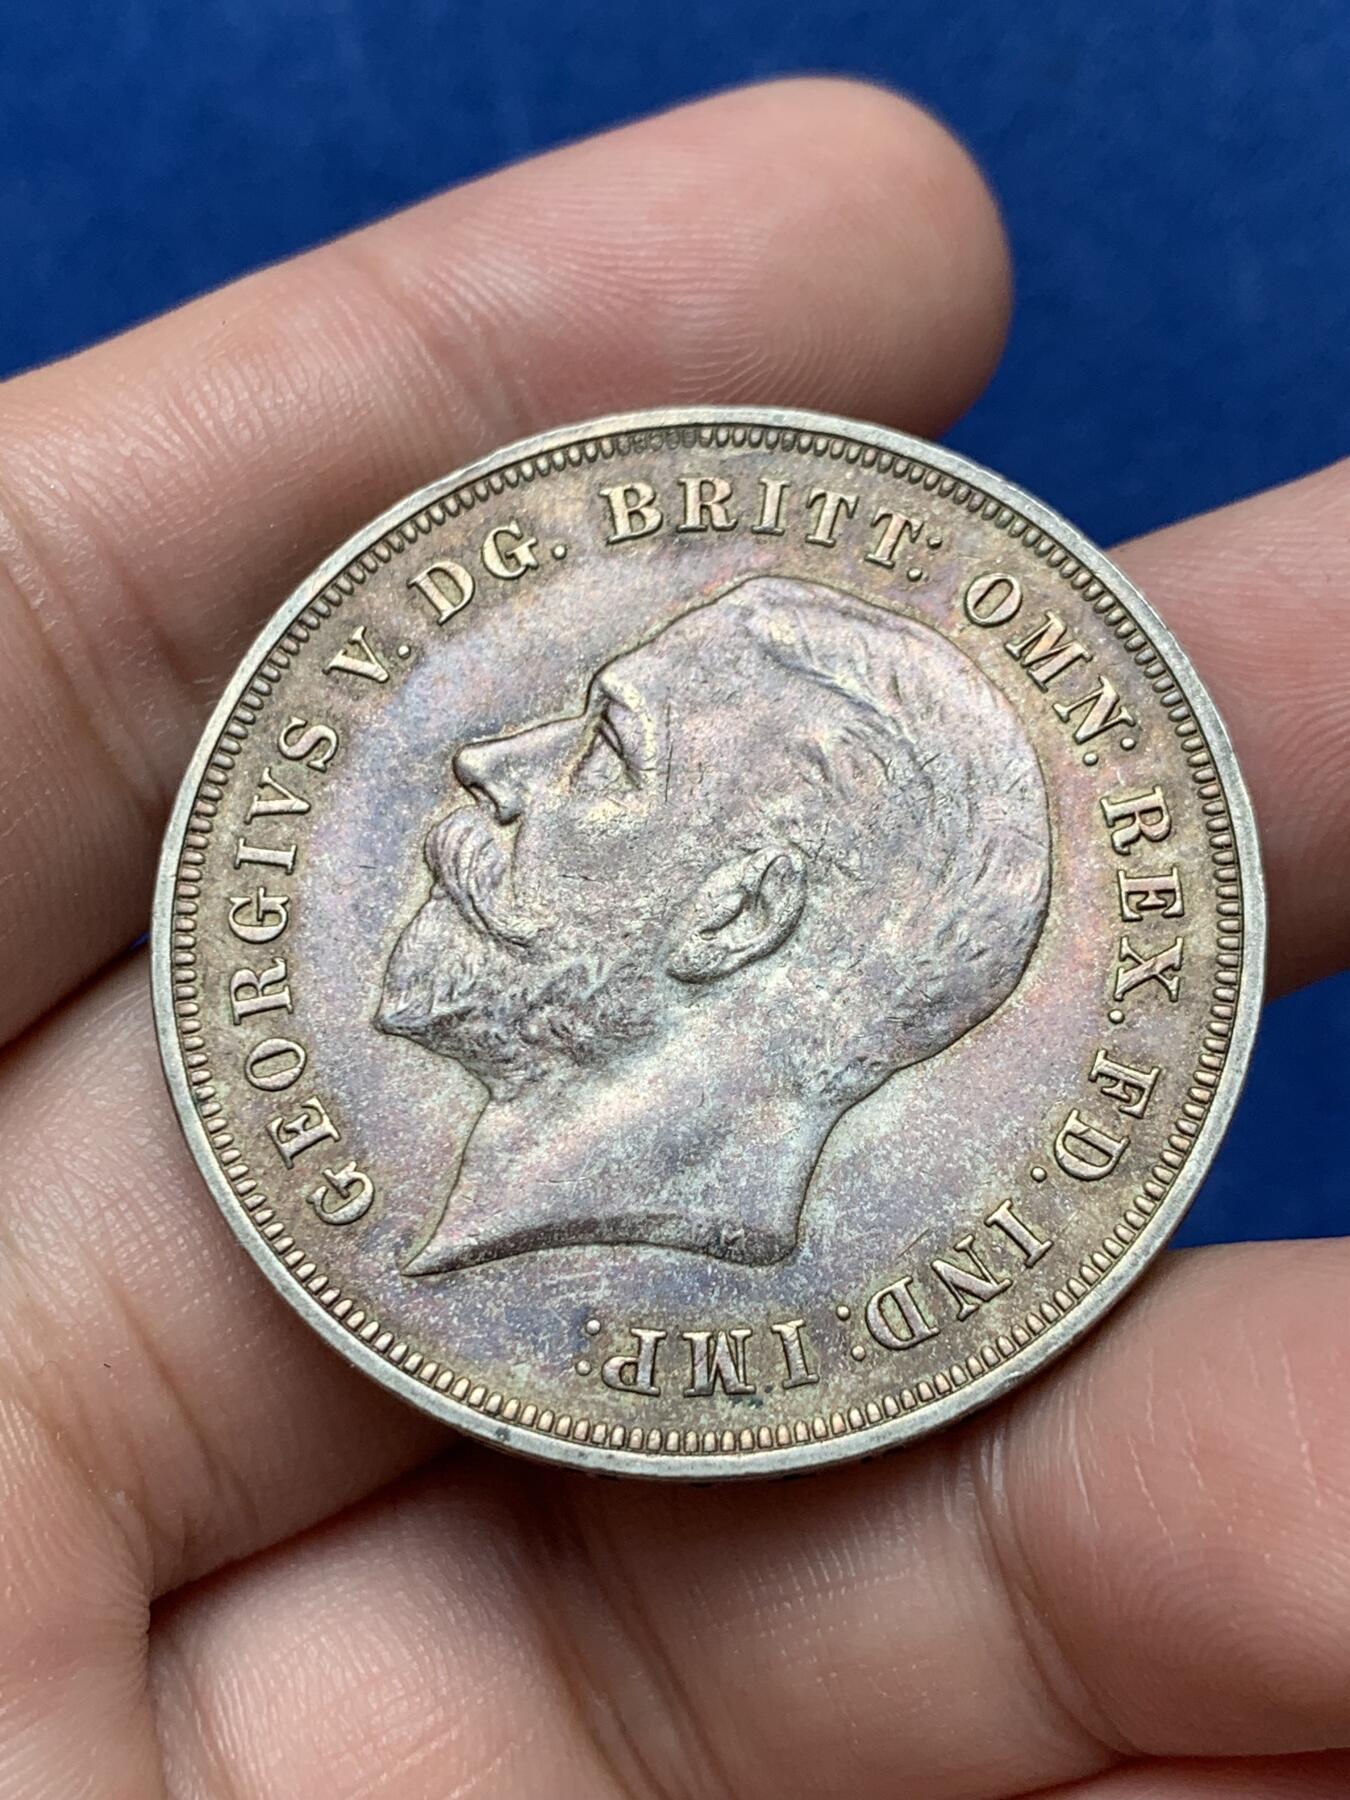 GEORGIVS V. DG. BRITT: OMN: REX. FD. IND: IMP: